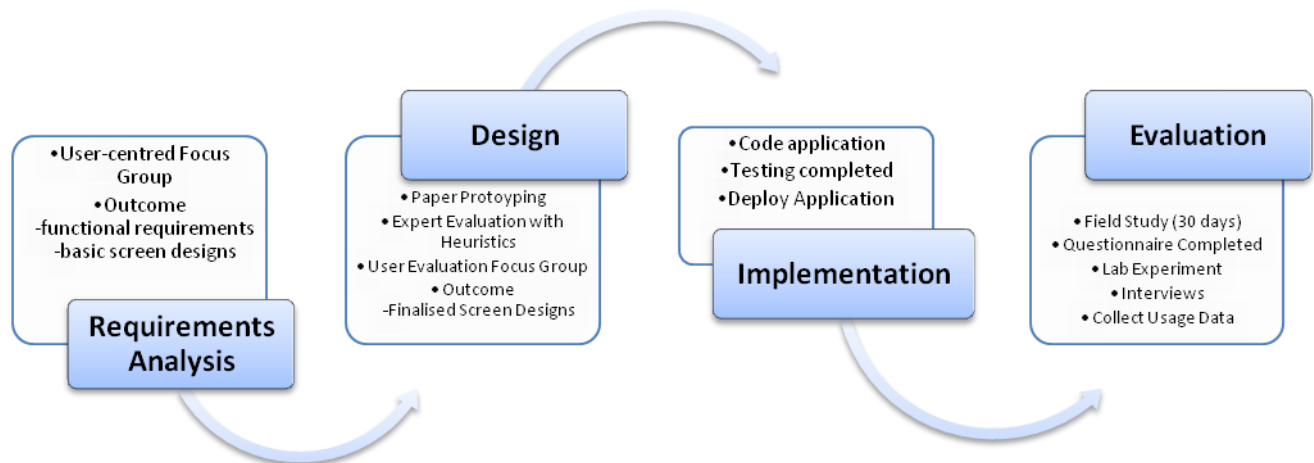 •User-centred Focus
Group
•Outcome
-functional requirements
-basic screen designs
Requirements
Analysis
Design
•Paper Protoyping
•Expert Evaluation with
Heuristics
•User Evaluation Focus Group
•Outcome
-Finalised Screen Designs
•Code application
•Testing completed
•Deploy Application
Implementation
Evaluation
•Field Study (30 days)
•Questionnaire Completed
•Lab Experiment
•Interviews
•Collect Usage Data